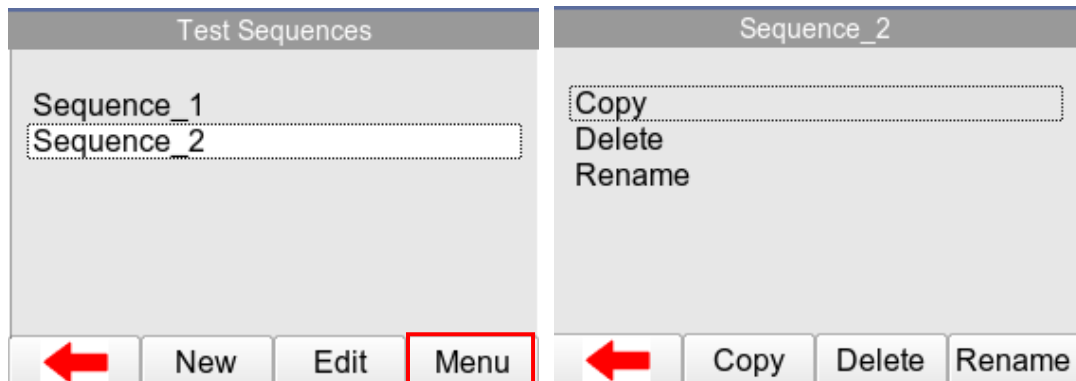 Test Sequences
Sequence_1
Sequence_2
New Edit Menu
Sequence_2
Copy
Delete
Rename
Copy Delete Rename